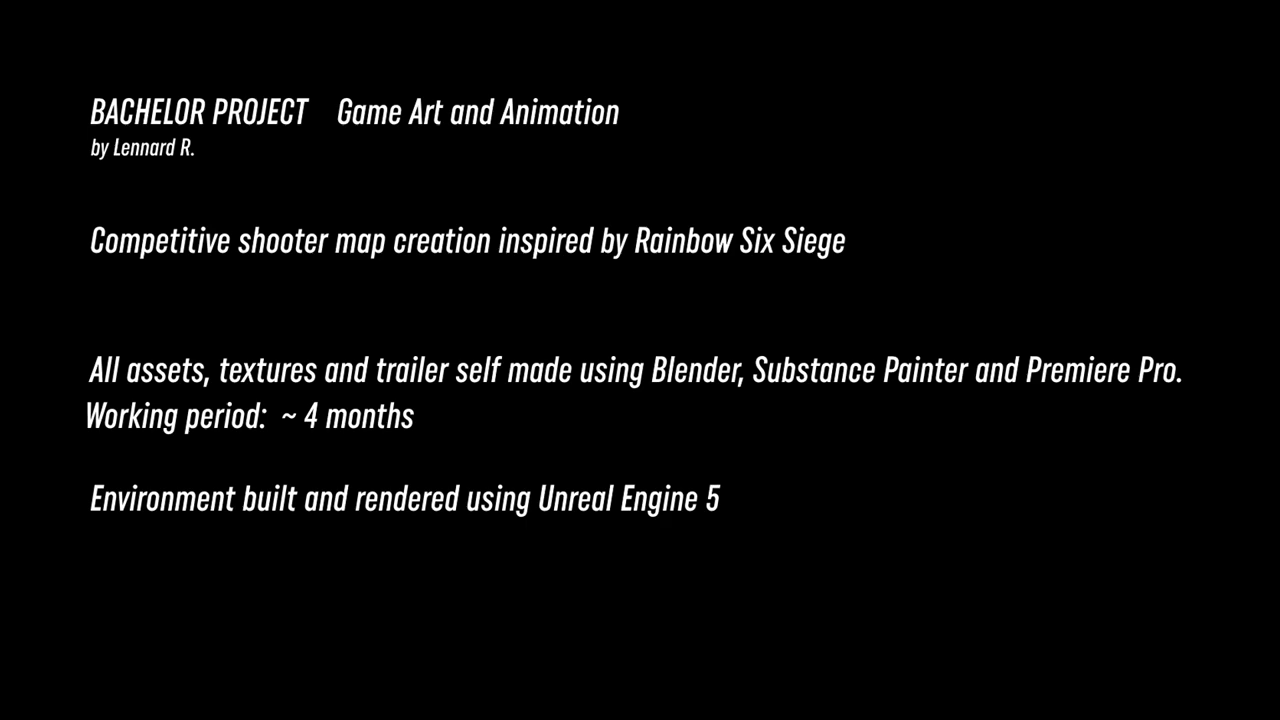 BACHELOR PROJECT Game Art and Animation
by Lennard R.
Competitive shooter map creation inspired by Rainbow Six Siege
All assets, textures and trailer self made using Blender, Substance Painter and Premiere Pro.
Working period: ~ 4 months
Environment built and rendered using Unreal Engine 5